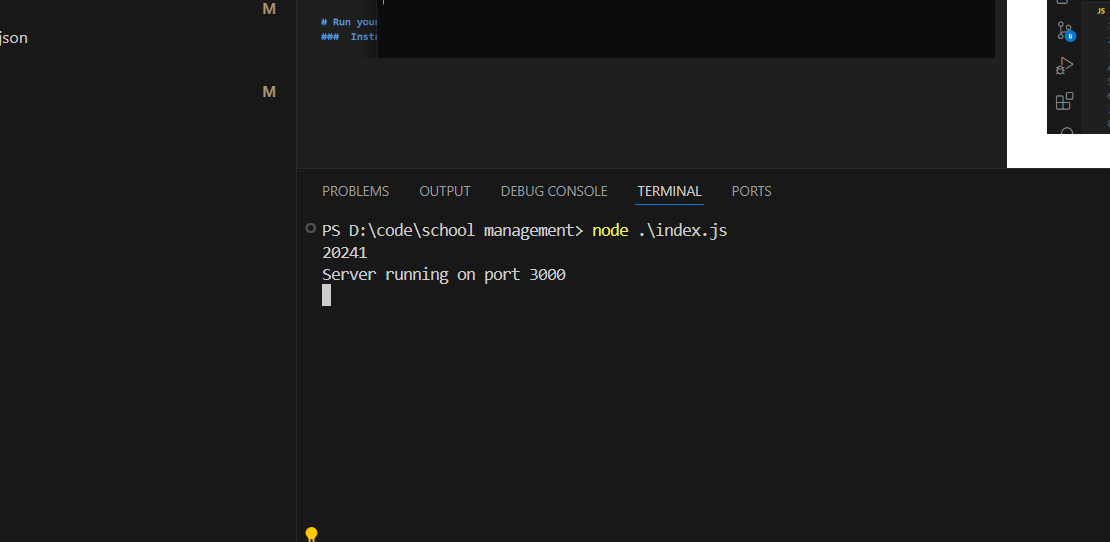 M
json
# Run your
### Insta
M
JS
6
PROBLEMS OUTPUT DEBUG CONSOLE TERMINAL PORTS
PS D:\code\school management> node .\index.js
20241
Server running on port 3000